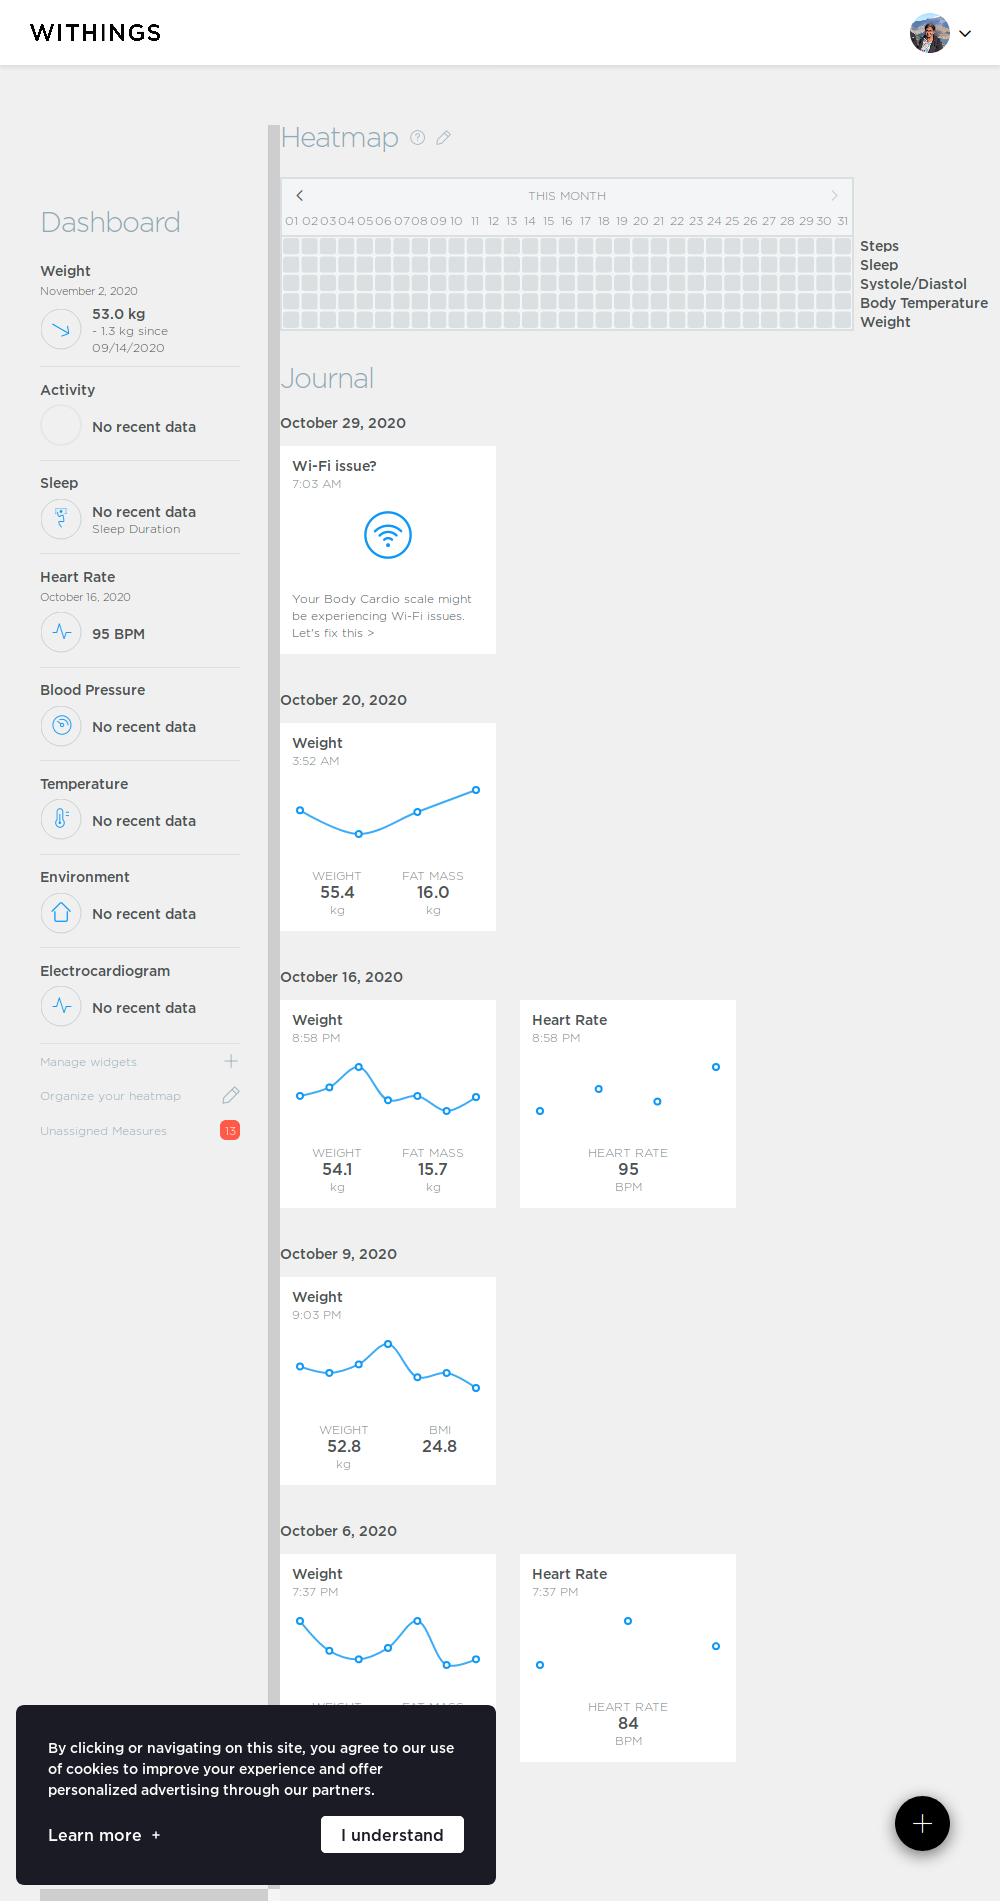 WITHINGS
Heatmap
THIS MONTH
01 02 03 04 05 06 07 08 09 10 11 12 13 14 15 16 17 18 19 20 21 22 23 24 25 26 27 28 29 30 31
Steps
Sleep
Systole/Diastol
Body Temperature
Weight
Dashboard
Weight
November 2, 2020
53.0 kg
- 1.3 kg since
09/14/2020
Activity
No recent data
Sleep
No recent data
Sleep Duration
Heart Rate
October 16, 2020
95 BPM
Blood Pressure
No recent data
Temperature
No recent data
Environment
No recent data
Electrocardiogram
No recent data
Manage widgets
Organize your heatmap
Unassigned Measures 13
Journal
October 29, 2020
Wi-Fi issue?
7:03 AM
Your Body Cardio scale might
be experiencing Wi-Fi issues.
Let's fix this >
October 20, 2020
Weight
3:52 AM
WEIGHT FAT MASS
55.4 16.0
kg kg
October 16, 2020
Weight
8:58 PM
WEIGHT FAT MASS
54.1 15.7
kg kg
Heart Rate
8:58 PM
HEART RATE
95
BPM
October 9, 2020
Weight
9:03 PM
WEIGHT BMI
52.8 24.8
kg
October 6, 2020
Weight
7:37 PM
WEIGHT FAT MASS
Heart Rate
7:37 PM
HEART RATE
84
BPM
By clicking or navigating on this site, you agree to our use
of cookies to improve your experience and offer
personalized advertising through our partners.
Learn more +
I understand